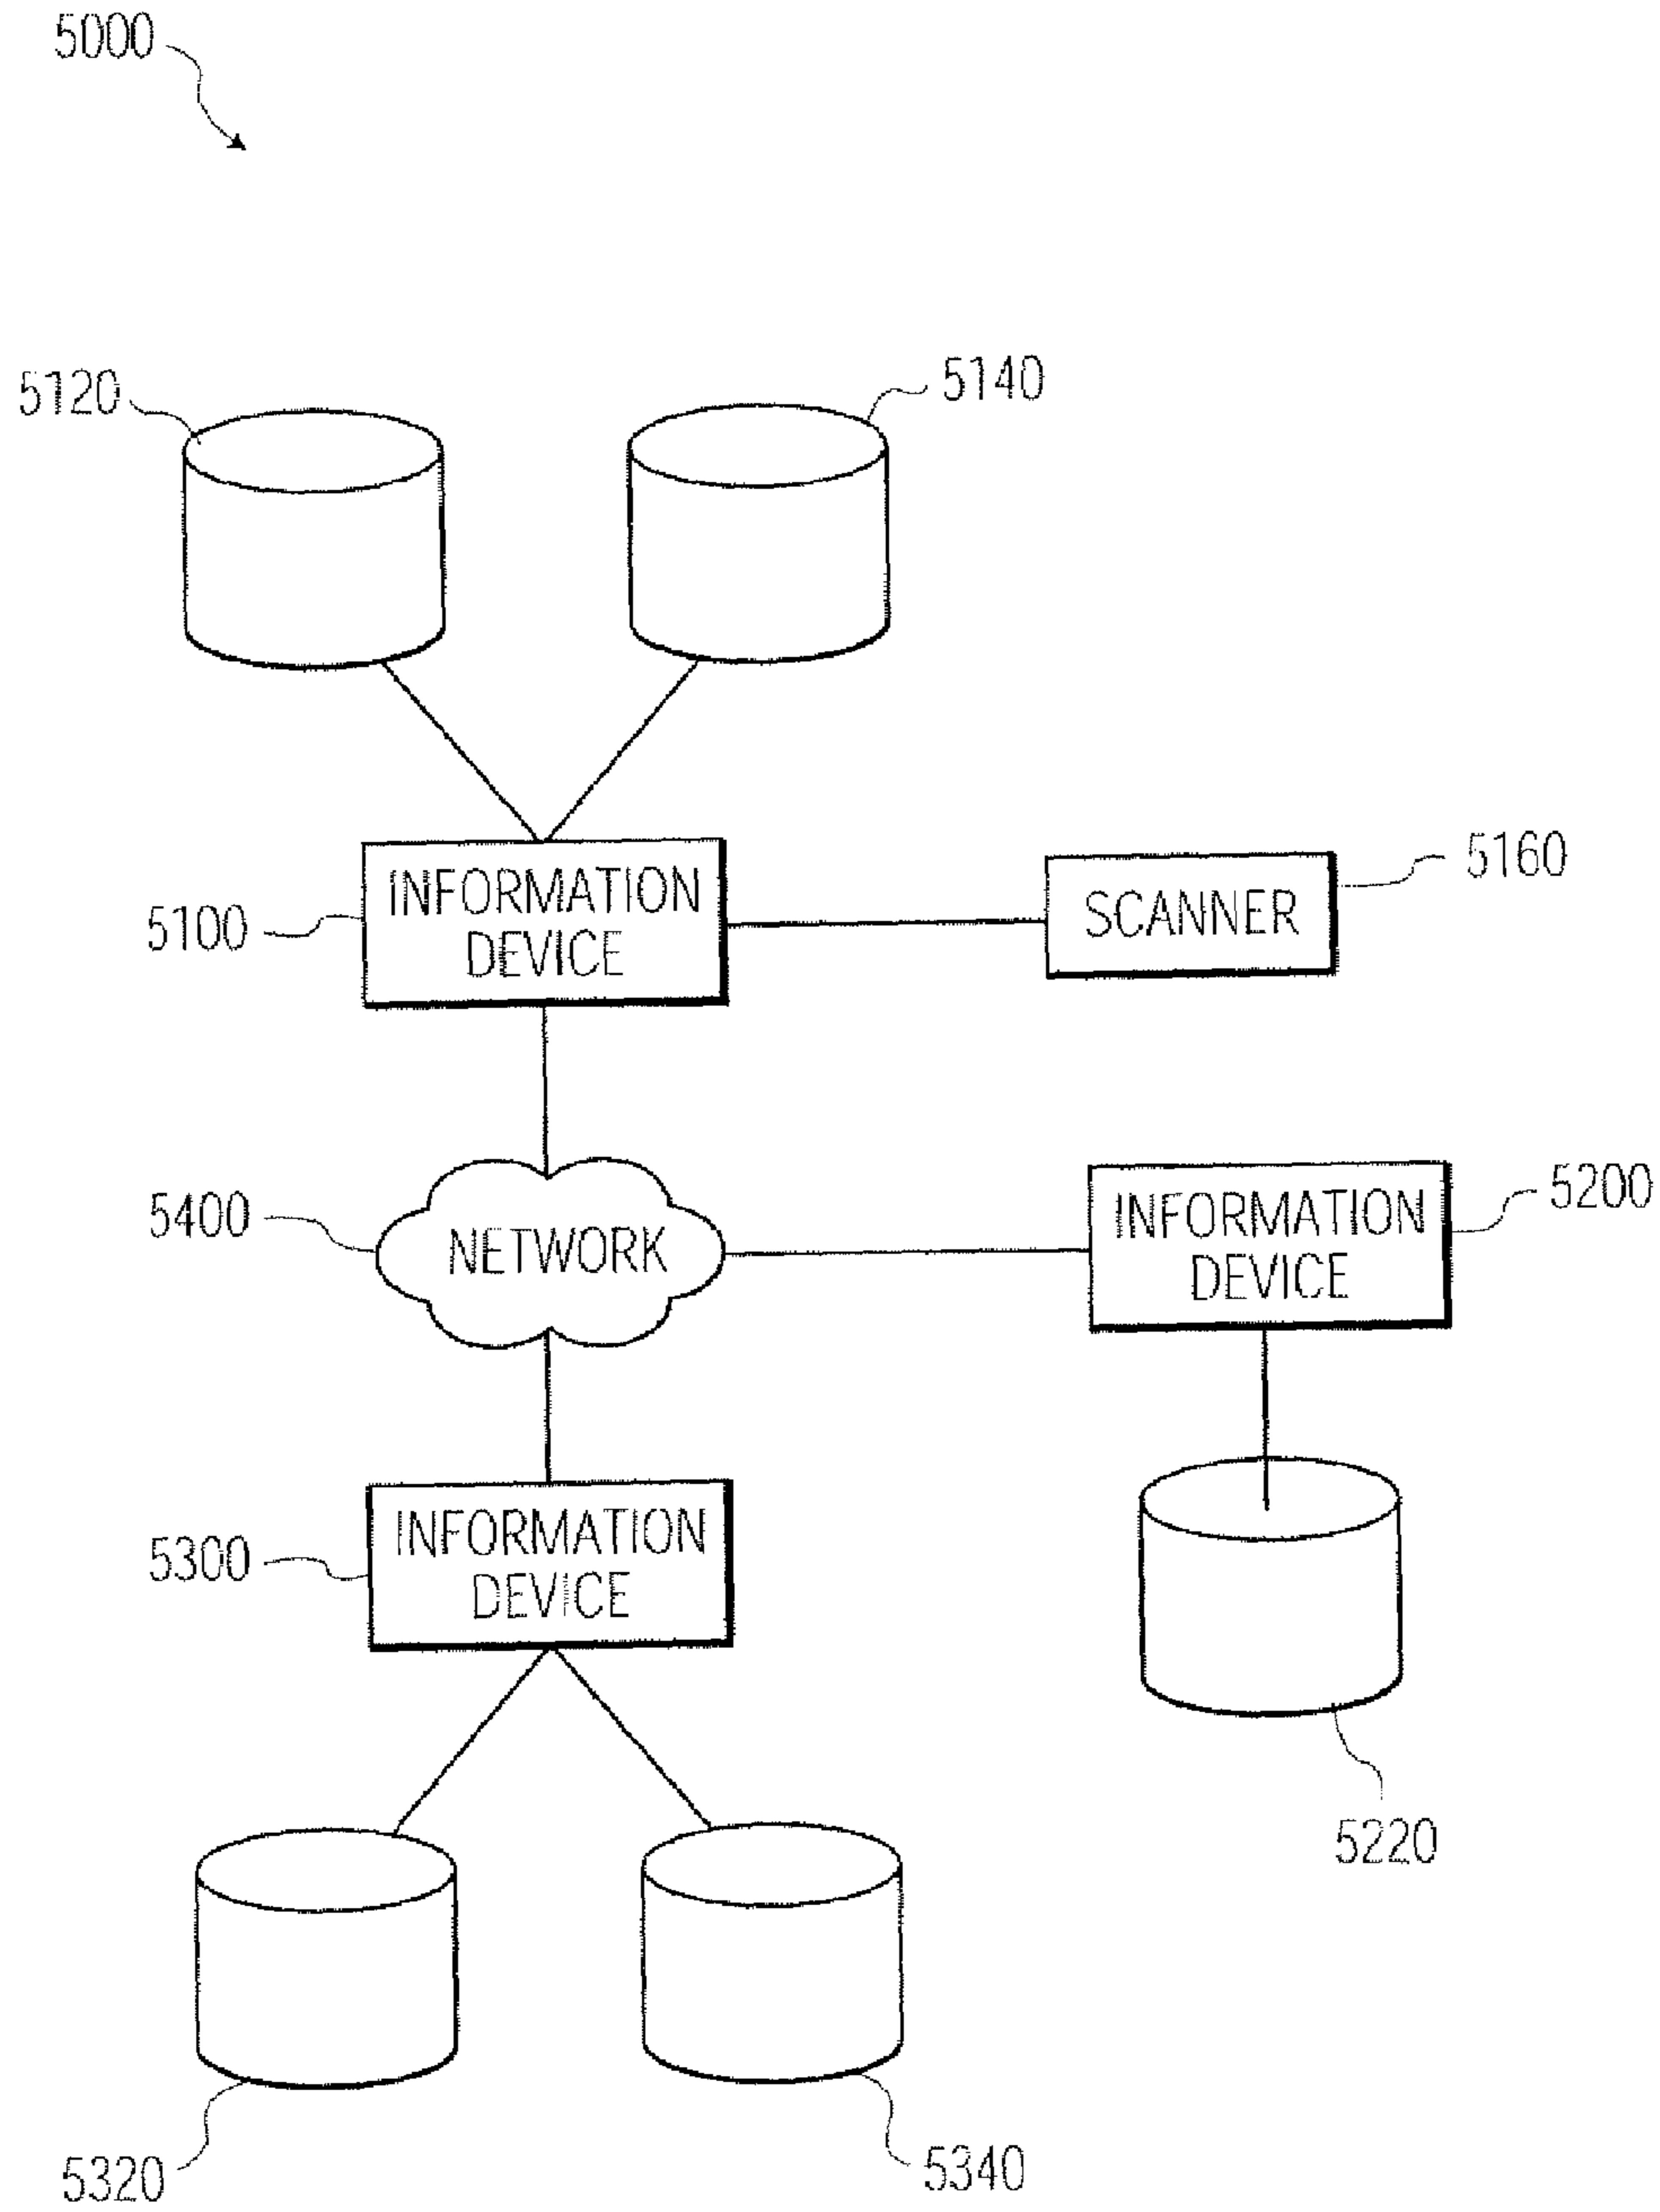 5000
5120
5140
INFORMATION
DEVICE
5100
SCANNER
5160
5400
NETWORK
INFORMATION
DEVICE
5200
5300
INFORMATION
DEVICE
5220
5320
5340